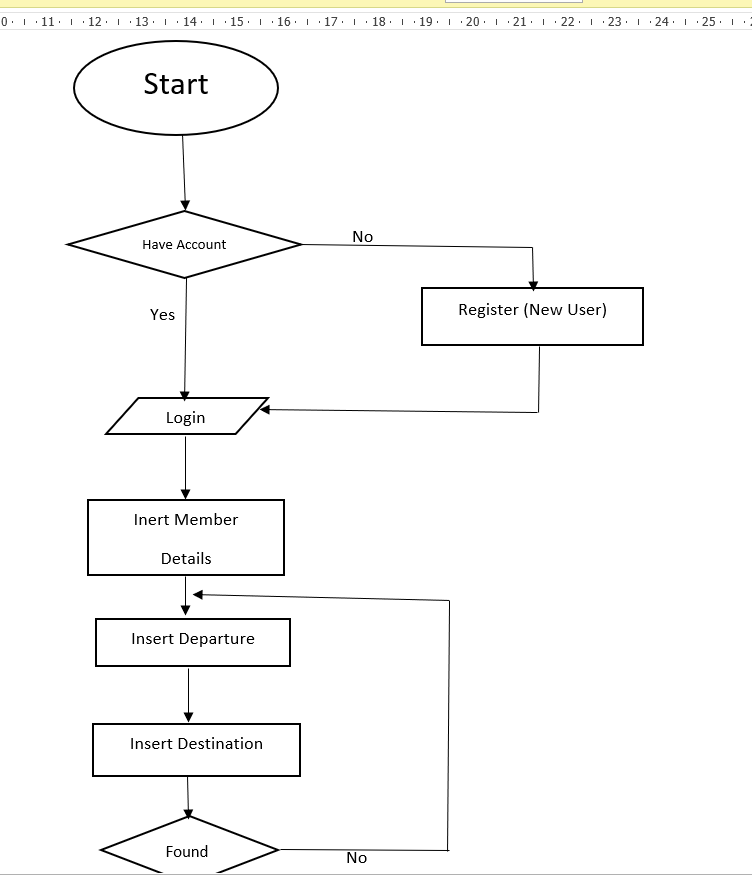 0 · ı · 11 · ı · 12 · ı · 13 · ı · 14 · ı · 15 · ı · 16 · ı · 17 · ı · 18 · ı · 19 · ı · 20 · ı · 21 · ı · 22 · ı · 23 · ı · 24 · ı · 25 · ı ·
Start
Have Account
No
Yes
Register (New User)
Login
Inert Member
Details
Insert Departure
Insert Destination
Found
No